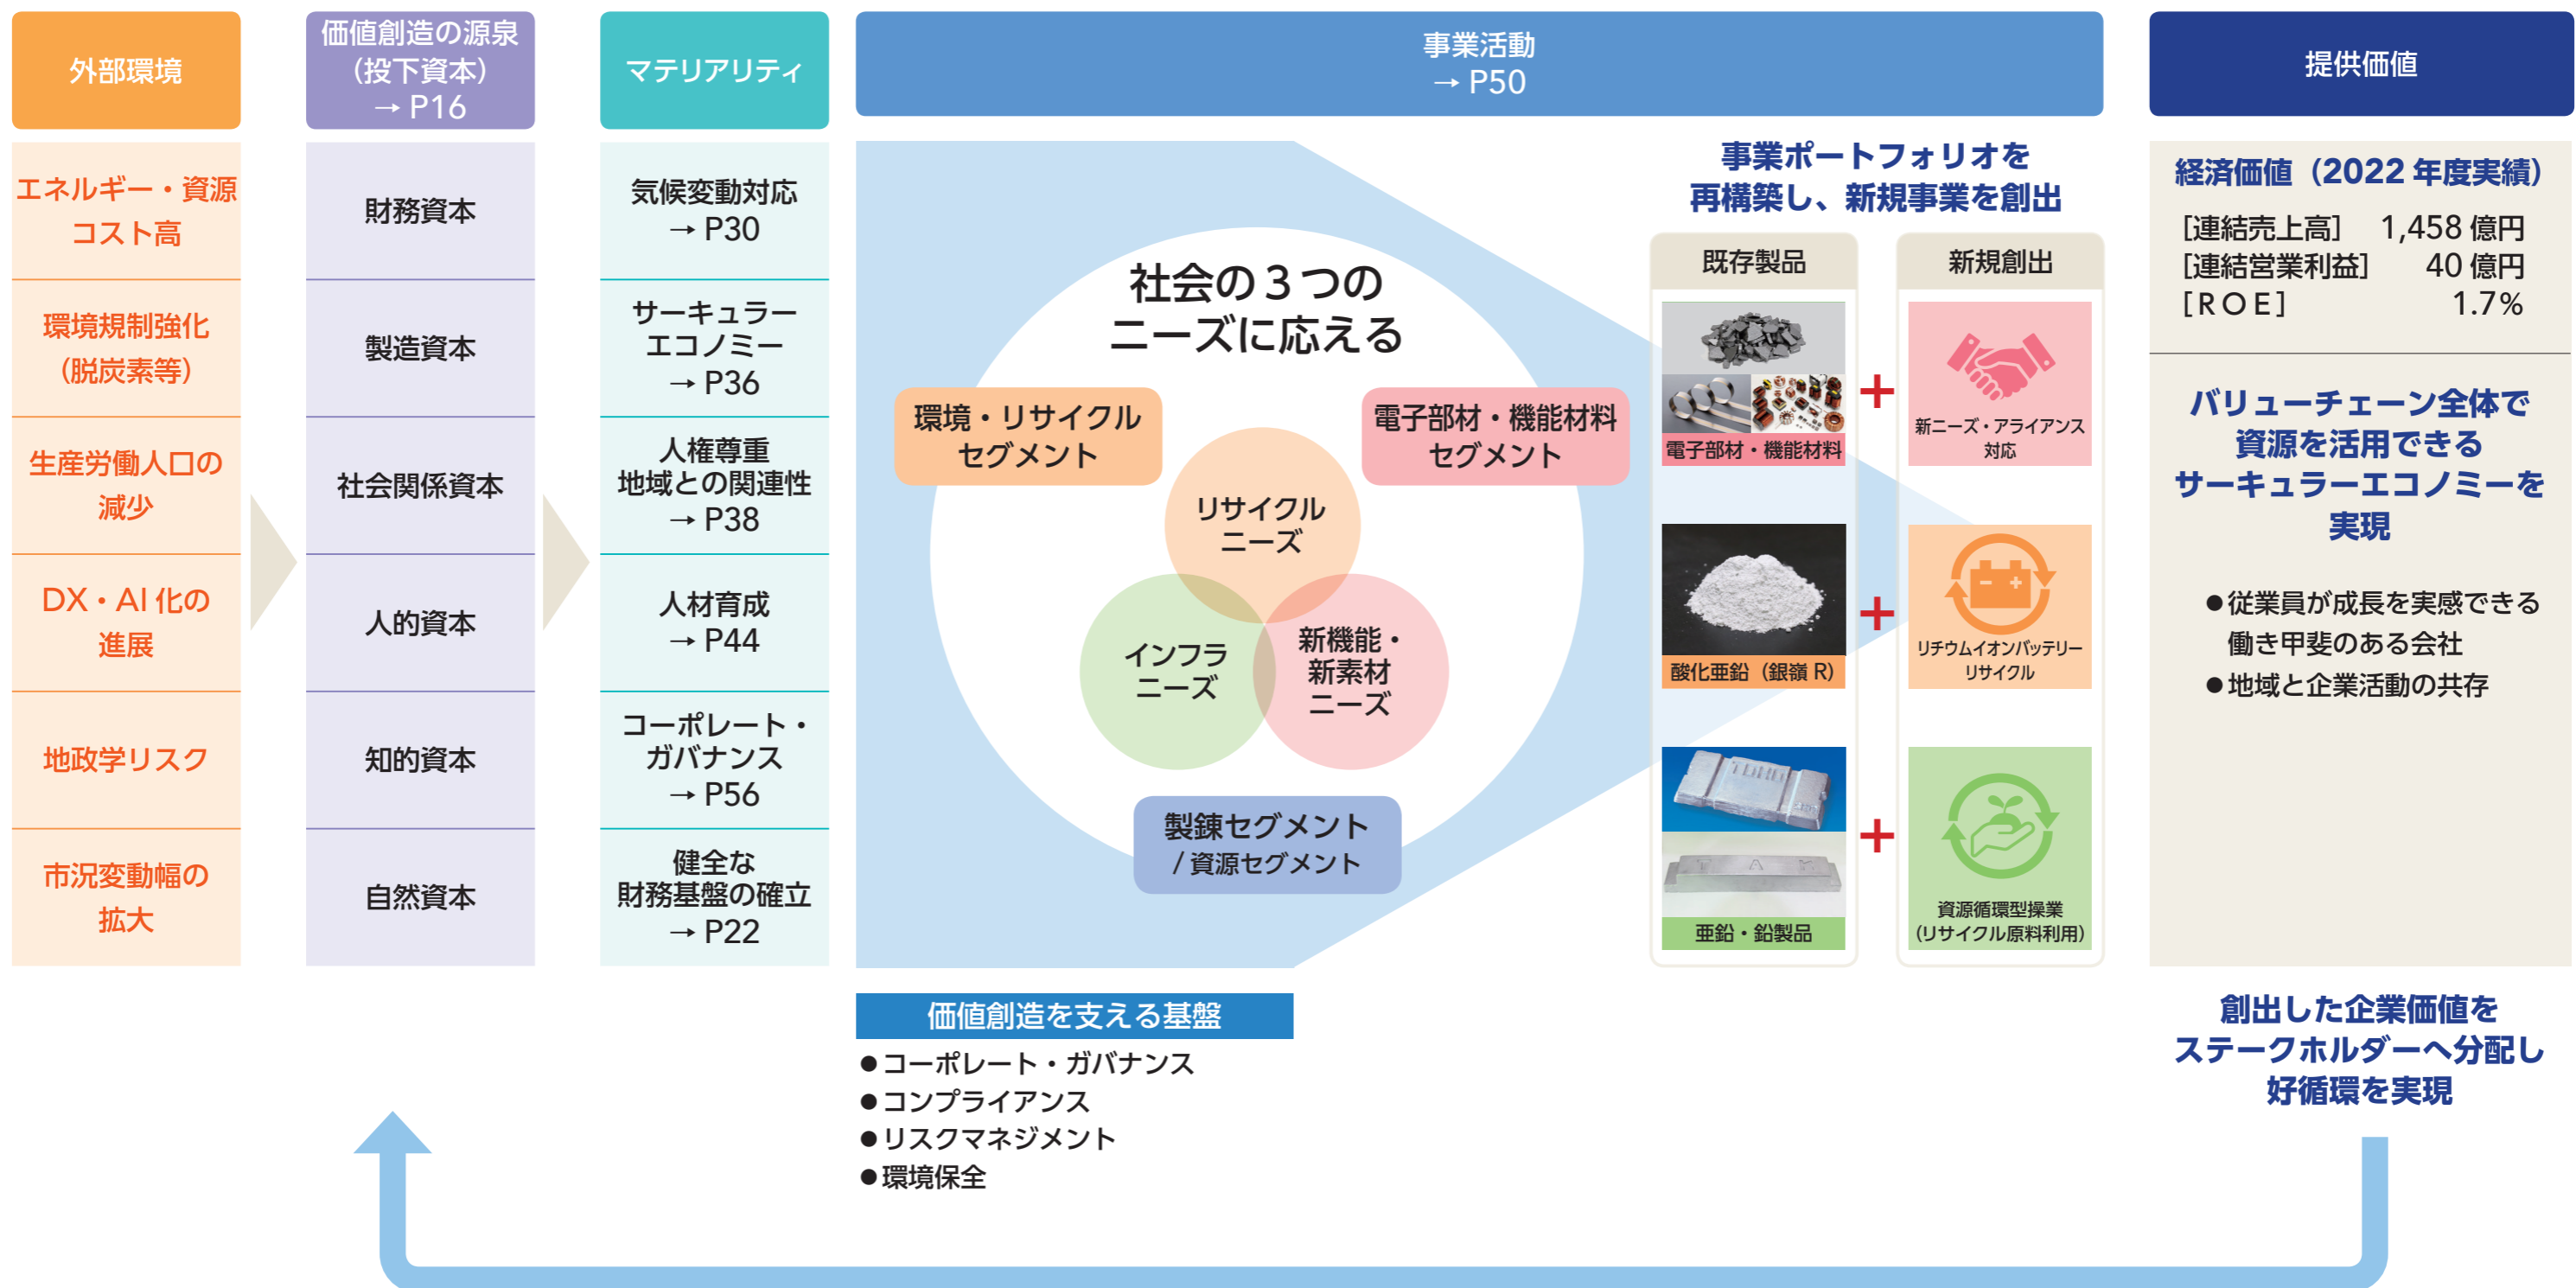 外部環境
エネルギー・資源
コスト高
環境規制強化
（脱炭素等）
生産労働人口の
減少
DX・AI 化の
進展
地政学リスク
市況変動幅の
拡大
価値創造の源泉
（投下資本）
→ P16
財務資本
製造資本
社会関係資本
人的資本
知的資本
自然資本
マテリアリティ
気候変動対応
→ P30
サーキュラー
エコノミー
→ P36
人権尊重
地域との関連性
→ P38
人材育成
→ P44
コーポレート・
ガバナンス
→ P56
健全な
財務基盤の確立
→ P22
事業活動
→ P50
社会の３つの
ニーズに応える
環境・リサイクル
セグメント
電子部材・機能材料
セグメント
リサイクル
ニーズ
インフラ
ニーズ
新機能・
新素材
ニーズ
製錬セグメント
/ 資源セグメント
事業ポートフォリオを
再構築し、新規事業を創出
既存製品
電子部材・機能材料
酸化亜鉛（銀嶺 R）
TOHO
T A K
亜鉛・鉛製品
+
+
+
新規創出
新ニーズ・アライアンス
対応
リチウムイオンバッテリー
リサイクル
資源循環型操業
（リサイクル原料利用）
価値創造を支える基盤
●コーポレート・ガバナンス
●コンプライアンス
●リスクマネジメント
●環境保全
提供価値
経済価値（2022 年度実績）
［連結売上高］ 1,458 億円
［連結営業利益］ 40 億円
［ＲＯＥ］ 1.7%
バリューチェーン全体で
資源を活用できる
サーキュラーエコノミーを
実現
●従業員が成長を実感できる
働き甲斐のある会社
●地域と企業活動の共存
創出した企業価値を
ステークホルダーへ分配し
好循環を実現